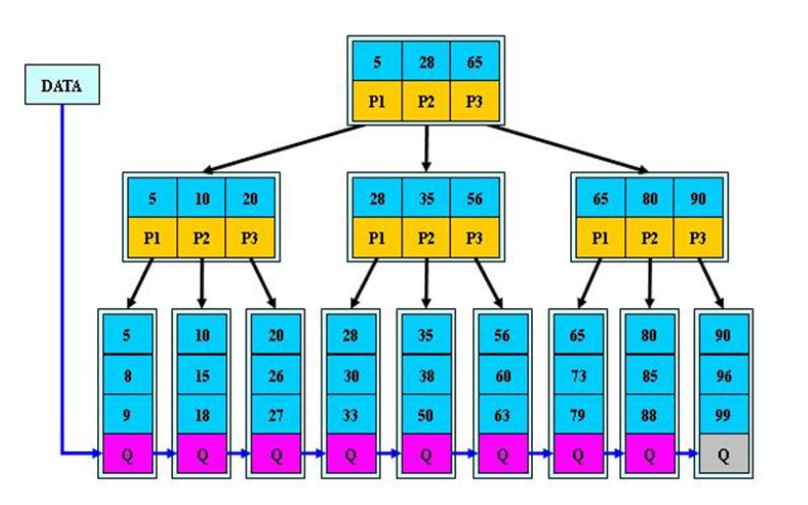 5 28 65
DATA
P1 P2 P3
5 10 20 28 35 56 65 80 90
P1 P2 P3 P1 P2 P3 P1 P2 P3
5 10 20 28 35 56 65 80 90
8 15 26 30 38 60 73 85 96
9 18 27 33 50 63 79 88 99
Q Q Q Q Q Q Q Q Q